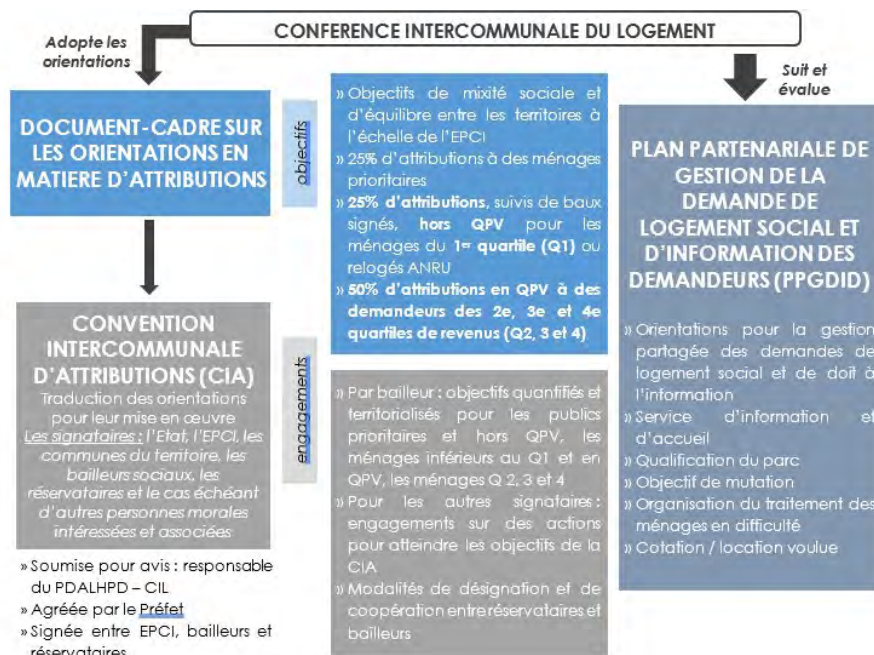 CONFERENCE INTERCOMMUNALE DU LOGEMENT
Adopte les
orientations
Suit et
évalue
DOCUMENT-CADRE SUR
LES ORIENTATIONS EN
MATIERE D'ATTRIBUTIONS
objectifs
» Objectifs de mixité sociale et
d'équilibre entre les territoires à
l'échelle de l'EPCI
» 25% d'attributions à des ménages
prioritaires
» 25% d'attributions, suivis de baux
signés, hors QPV pour les
ménages du 1er quartile (Q1) ou
relogés ANRU
» 50% d'attributions en QPV à des
demandeurs des 2e, 3e et 4e
quartiles de revenus (Q2, 3 et 4)
CONVENTION
INTERCOMMUNALE
D'ATTRIBUTIONS (CIA)
Traduction des orientations
pour leur mise en œuvre
Les signataires : l'Etat, l'EPCI, les
communes du territoire, les
bailleurs sociaux, les
réservataires et le cas échéant
d'autres personnes morales
intéressées et associées
» Soumise pour avis : responsable
du PDALHPD – CIL
» Agréée par le Préfet
» Signée entre EPCI, bailleurs et
réservataires
engagements
» Par bailleur : objectifs quantifiés et
territorialisés pour les publics
prioritaires et hors QPV, les
ménages inférieurs au Q1 et en
QPV, les ménages Q 2, 3 et 4
» Pour les autres signataires :
engagements sur des actions
pour atteindre les objectifs de la
CIA
» Modalités de désignation et de
coopération entre réservataires et
bailleurs
PLAN PARTENARIALE DE
GESTION DE LA
DEMANDE DE
LOGEMENT SOCIAL ET
D'INFORMATION DES
DEMANDEURS (PPGDID)
» Orientations pour la gestion
partagée des demandes de
logement social et de doit à
l'information
» Service d'information et
d'accueil
» Qualification du parc
» Objectif de mutation
» Organisation du traitement des
ménages en difficulté
» Cotation / location voulue